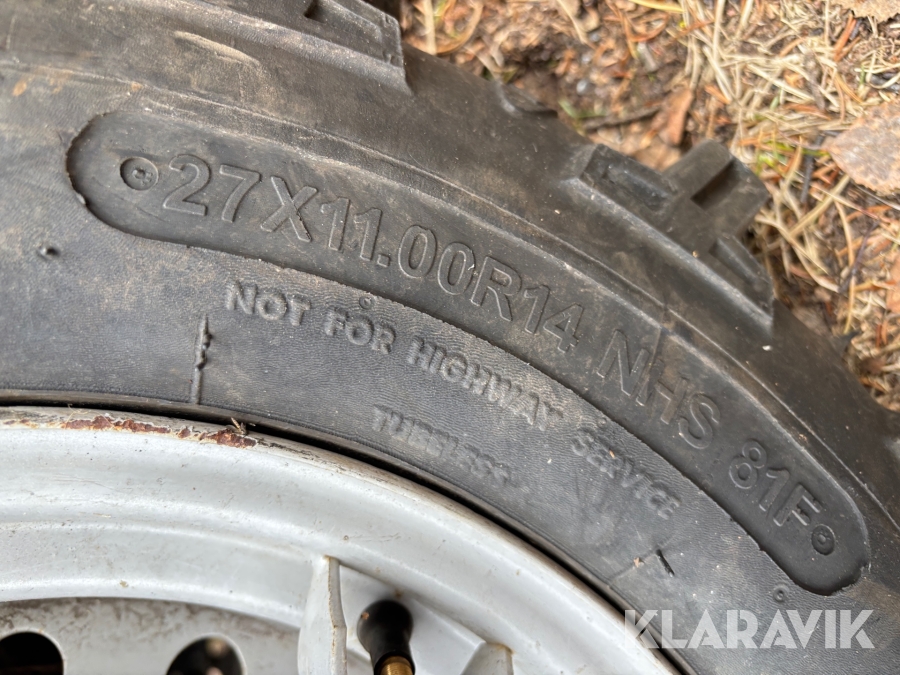 27X11.00R14 NHS 81F
NOT FOR HIGHWAY SERVICE
TUBELESS
KLARAVIK